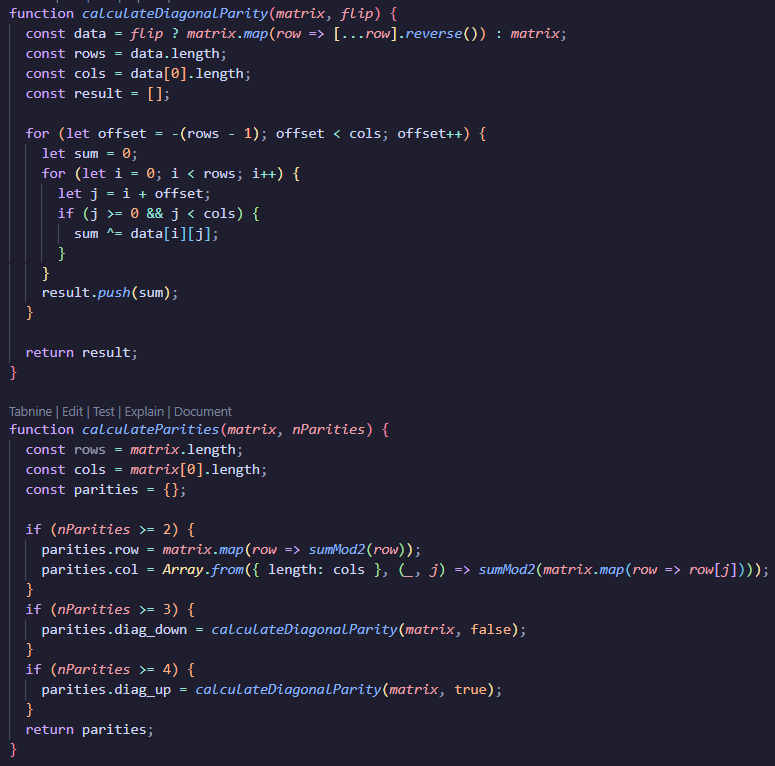 function calculateDiagonalParity(matrix, flip) {
  const data = flip ? matrix.map(row => [...row].reverse()) : matrix;
  const rows = data.length;
  const cols = data[0].length;
  const result = [];

  for (let offset = -(rows - 1); offset < cols; offset++) {
    let sum = 0;
    for (let i = 0; i < rows; i++) {
      let j = i + offset;
      if (j >= 0 && j < cols) {
        sum ^= data[i][j];
      }
    }
    result.push(sum);
  }

  return result;
}

Tabnine | Edit | Test | Explain | Document
function calculateParities(matrix, nParities) {
  const rows = matrix.length;
  const cols = matrix[0].length;
  const parities = {};

  if (nParities >= 2) {
    parities.row = matrix.map(row => sumMod2(row));
    parities.col = Array.from({ length: cols }, (_, j) => sumMod2(matrix.map(row => row[j])));
  }
  if (nParities >= 3) {
    parities.diag_down = calculateDiagonalParity(matrix, false);
  }
  if (nParities >= 4) {
    parities.diag_up = calculateDiagonalParity(matrix, true);
  }
  return parities;
}